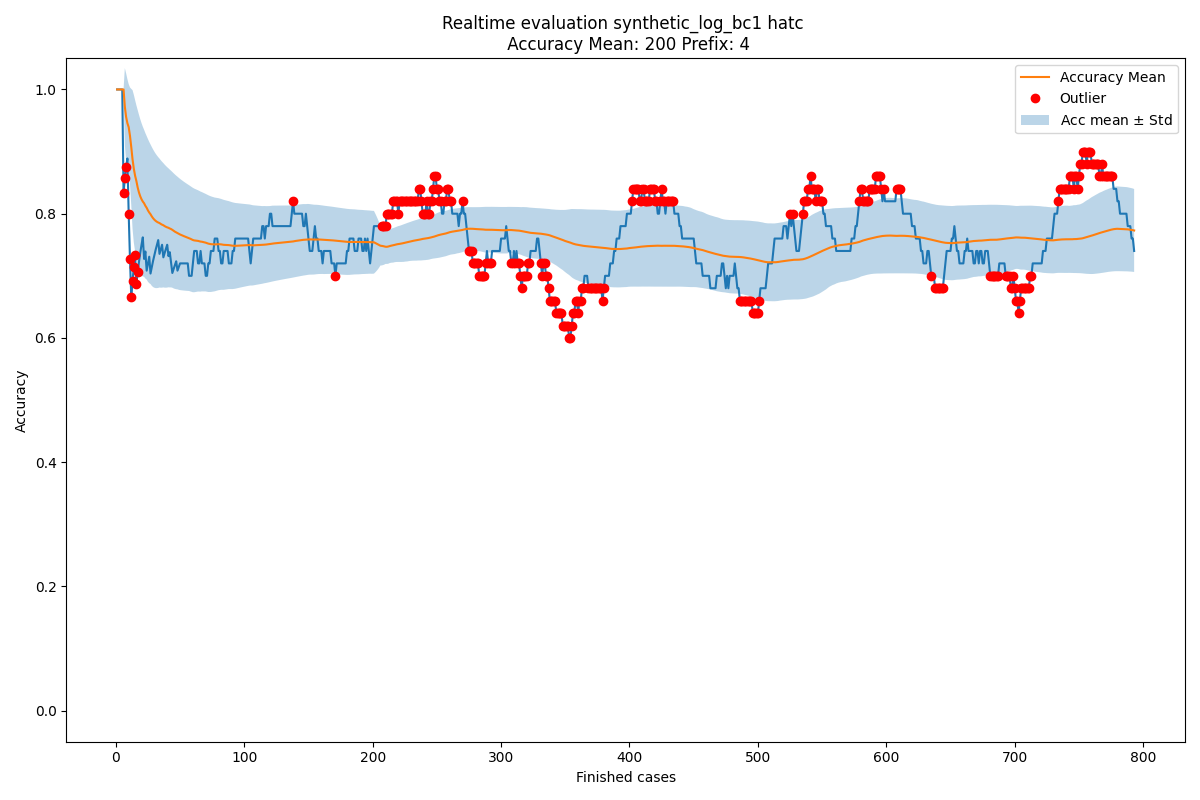 Realtime evaluation synthetic_log_bc1 hatc
Accuracy Mean: 200 Prefix: 4
Accuracy Mean
Outlier
Acc mean ± Std
1.0
0.8
0.6
0.4
0.2
0.0
Accuracy
0 100 200 300 400 500 600 700 800
Finished cases